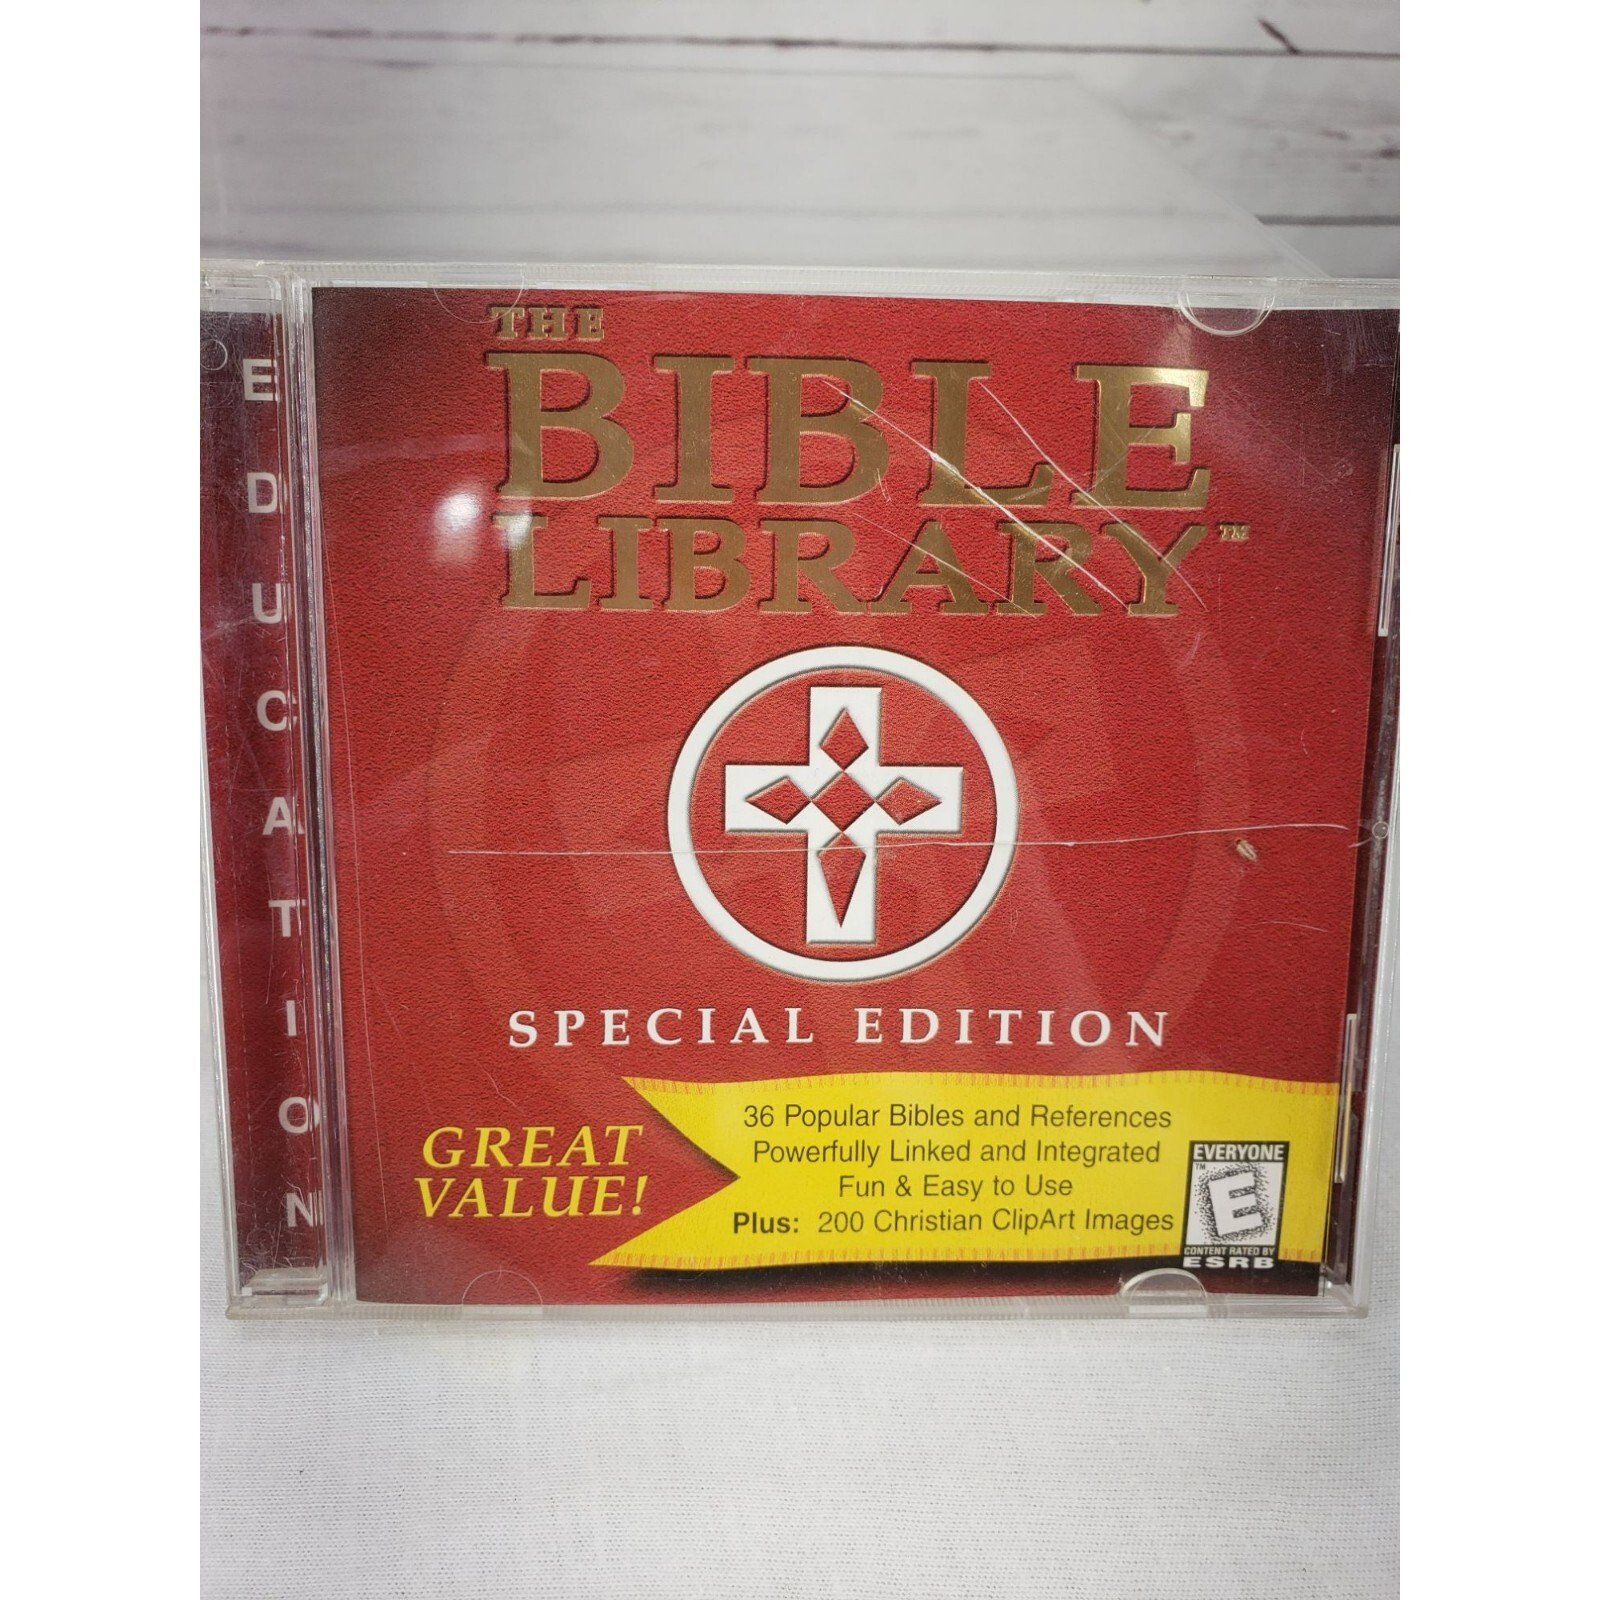 EDUCATION
THE
BIBLE
LIBRARY™
SPECIAL EDITION
GREAT
VALUE!
36 Popular Bibles and References
Powerfully Linked and Integrated
Fun & Easy to Use
Plus: 200 Christian ClipArt Images
EVERYONE
™
E
CONTENT RATED BY
ESRB